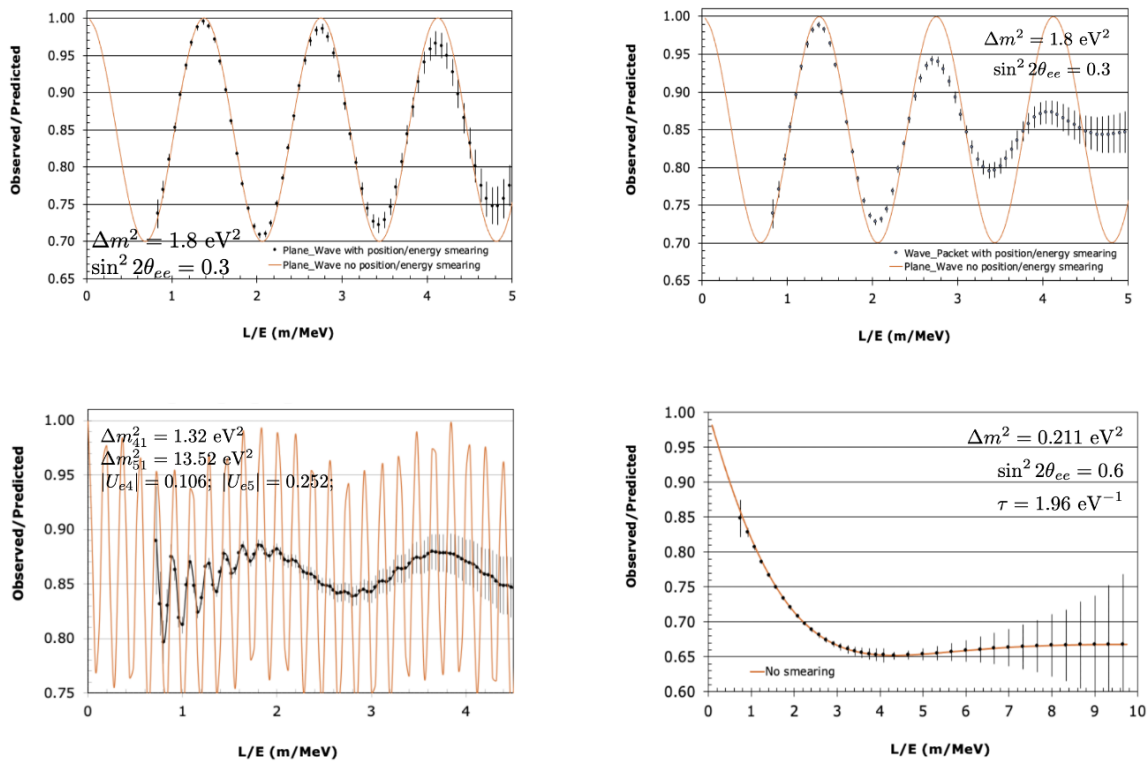 1.00
0.95
0.90
0.85
0.80
0.75
0.70
0.65
Observed/Predicted
Δm² = 1.8 eV²
sin² 2θee = 0.3
Plane_Wave with position/energy smearing
Plane_Wave no position/energy smearing
0 1 2 3 4 5
L/E (m/MeV)
1.00
0.95
0.90
0.85
0.80
0.75
0.70
0.65
Observed/Predicted
Δm² = 1.8 eV²
sin² 2θee = 0.3
Wave_Packet with position/energy smearing
Plane_Wave no position/energy smearing
0 1 2 3 4 5
L/E (m/MeV)
1.00
0.95
0.90
0.85
0.80
0.75
Observed/Predicted
Δm²41 = 1.32 eV²
Δm²51 = 13.52 eV²
|Ue4| = 0.106; |Ue5| = 0.252;
0 1 2 3 4
L/E (m/MeV)
1.00
0.95
0.90
0.85
0.80
0.75
0.70
0.65
0.60
Observed/Predicted
Δm² = 0.211 eV²
sin² 2θee = 0.6
τ = 1.96 eV⁻¹
No smearing
0 1 2 3 4 5 6 7 8 9 10
L/E (m/MeV)